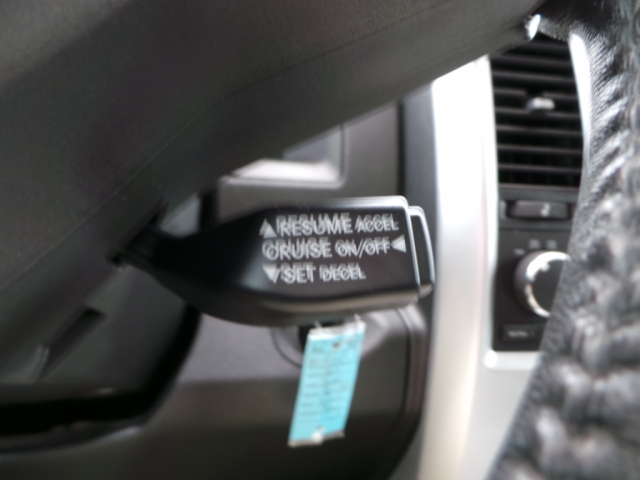 ▲RESUME ACCEL
CRUISE ON/OFF◀
▼SET DECEL